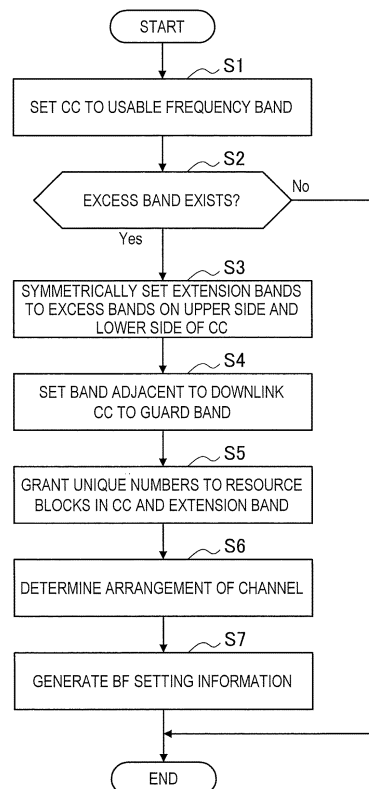 START
S1
SET CC TO USABLE FREQUENCY BAND
S2
EXCESS BAND EXISTS?
No
Yes
S3
SYMMETRICALLY SET EXTENSION BANDS
TO EXCESS BANDS ON UPPER SIDE AND
LOWER SIDE OF CC
S4
SET BAND ADJACENT TO DOWNLINK
CC TO GUARD BAND
S5
GRANT UNIQUE NUMBERS TO RESOURCE
BLOCKS IN CC AND EXTENSION BAND
S6
DETERMINE ARRANGEMENT OF CHANNEL
S7
GENERATE BF SETTING INFORMATION
END